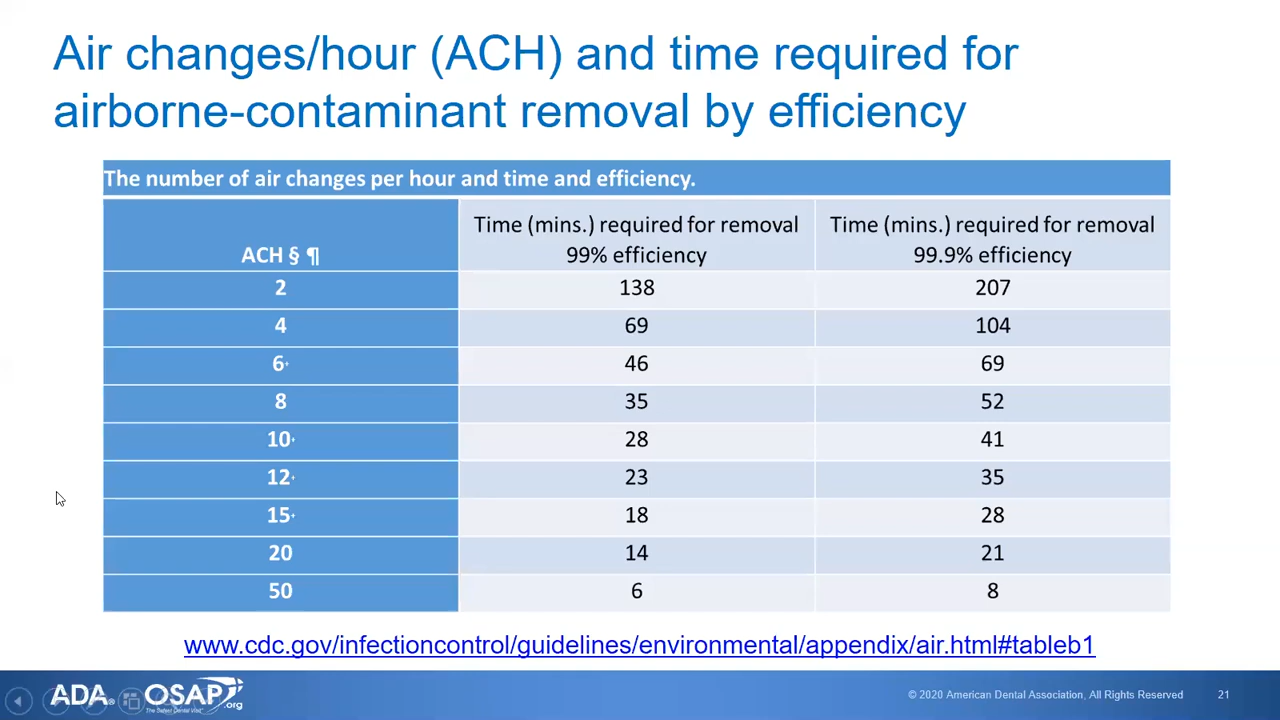 Air changes/hour (ACH) and time required for
airborne-contaminant removal by efficiency
The number of air changes per hour and time and efficiency.
ACH § ¶
Time (mins.) required for removal
99% efficiency
Time (mins.) required for removal
99.9% efficiency
2 138 207
4 69 104
6+ 46 69
8 35 52
10+ 28 41
12+ 23 35
15+ 18 28
20 14 21
50 6 8
www.cdc.gov/infectioncontrol/guidelines/environmental/appendix/air.html#tableb1
ADA® OSAP.org
The Safest Dental Visit™
© 2020 American Dental Association, All Rights Reserved 21